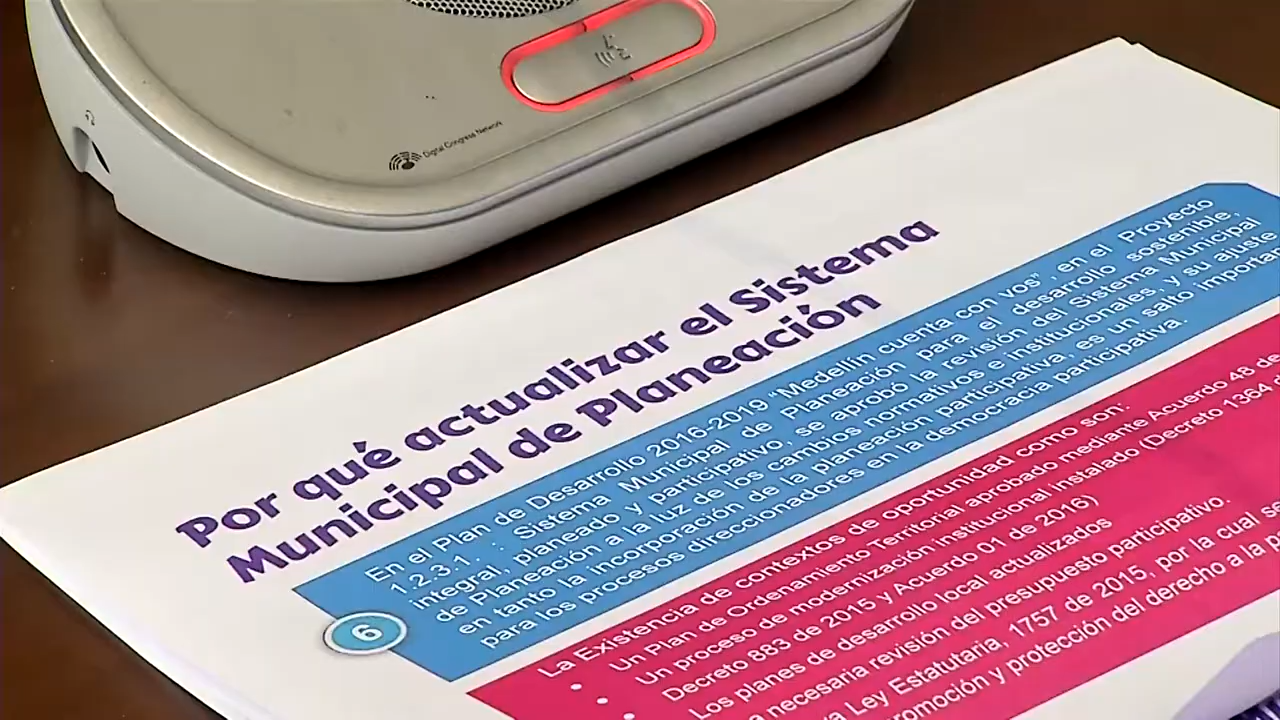 Digital Congress Network
Por qué actualizar el Sistema
Municipal de Planeación
En el Plan de Desarrollo 2016-2019 "Medellín cuenta con vos", en el Proyecto
1.2.3.1. : Sistema Municipal de Planeación para el desarrollo sostenible,
integral, planeado y participativo, se aprobó la revisión del Sistema Municipal
de Planeación a la luz de los cambios normativos e institucionales, y su ajuste
en tanto la incorporación de la planeación participativa, es un salto
para los procesos direccionadores en la democracia participativa.
6
La Existencia de contextos de oportunidad como son:
• Un Plan de Ordenamiento Territorial aprobado mediante Acuerdo 48 de
• Un proceso de modernización institucional instalado (Decreto 1364
Decreto 883 de 2015 y Acuerdo 01 de 2016)
• Los planes de desarrollo local actualizados
necesaria revisión del presupuesto participativo.
Ley Estatutaria, 1757 de 2015, por la cual
y protección del derecho a la